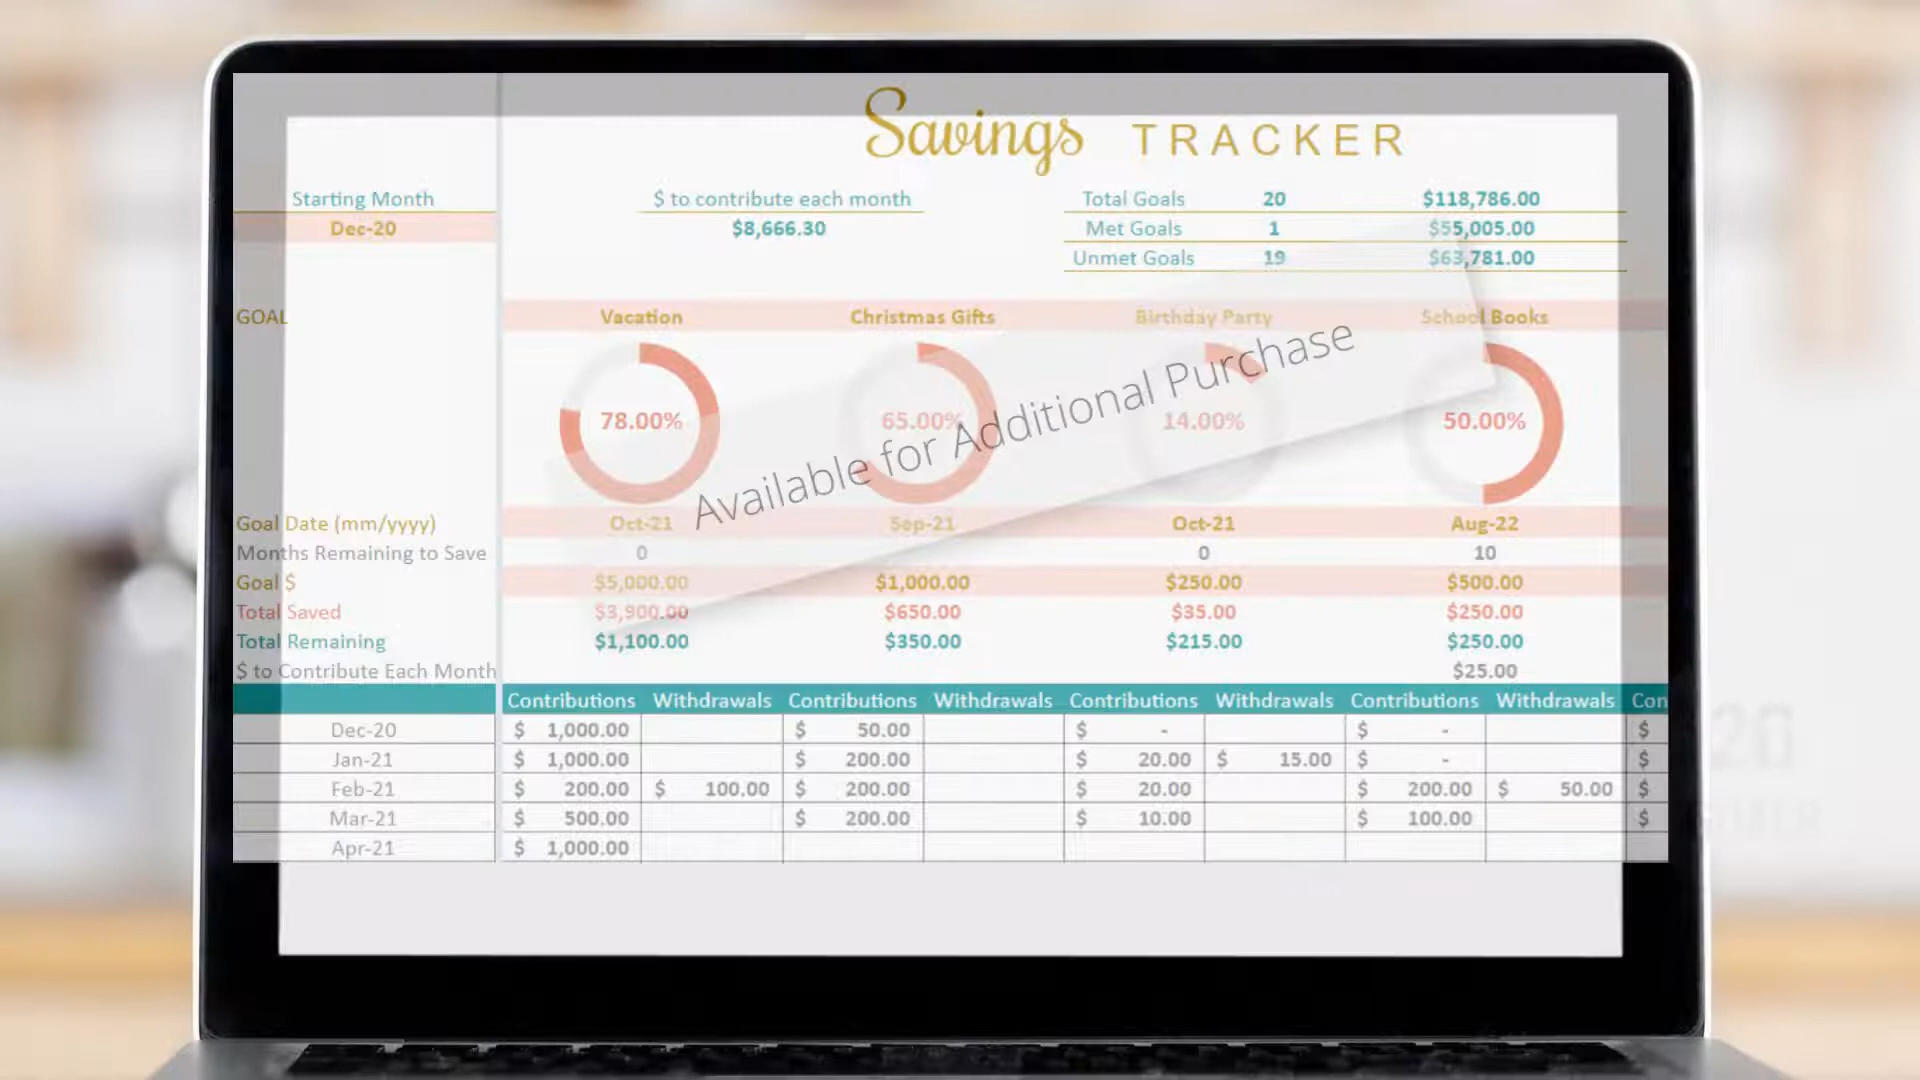 Savings TRACKER
Starting Month $ to contribute each month Total Goals 20 $118,786.00
Dec-20 $8,666.30 Met Goals 1 $55,005.00
Unmet Goals 19 $63,781.00
GOAL Vacation Christmas Gifts Birthday Party School Books
78.00% 65.00% 14.00% 50.00%
Available for Additional Purchase
Goal Date (mm/yyyy) Oct-21 Sep-21 Oct-21 Aug-22
Months Remaining to Save 0 0 10
Goal $ $5,000.00 $1,000.00 $250.00 $500.00
Total Saved $3,900.00 $650.00 $35.00 $250.00
Total Remaining $1,100.00 $350.00 $215.00 $250.00
$ to Contribute Each Month $25.00
Contributions Withdrawals Contributions Withdrawals Contributions Withdrawals Contributions Withdrawals Con
Dec-20 $ 1,000.00 $ 50.00 $ - $ - $
Jan-21 $ 1,000.00 $ 200.00 $ 20.00 $ 15.00 $ - $
Feb-21 $ 200.00 $ 100.00 $ 200.00 $ 20.00 $ 200.00 $ 50.00 $
Mar-21 $ 500.00 $ 200.00 $ 10.00 $ 100.00 $
Apr-21 $ 1,000.00
20